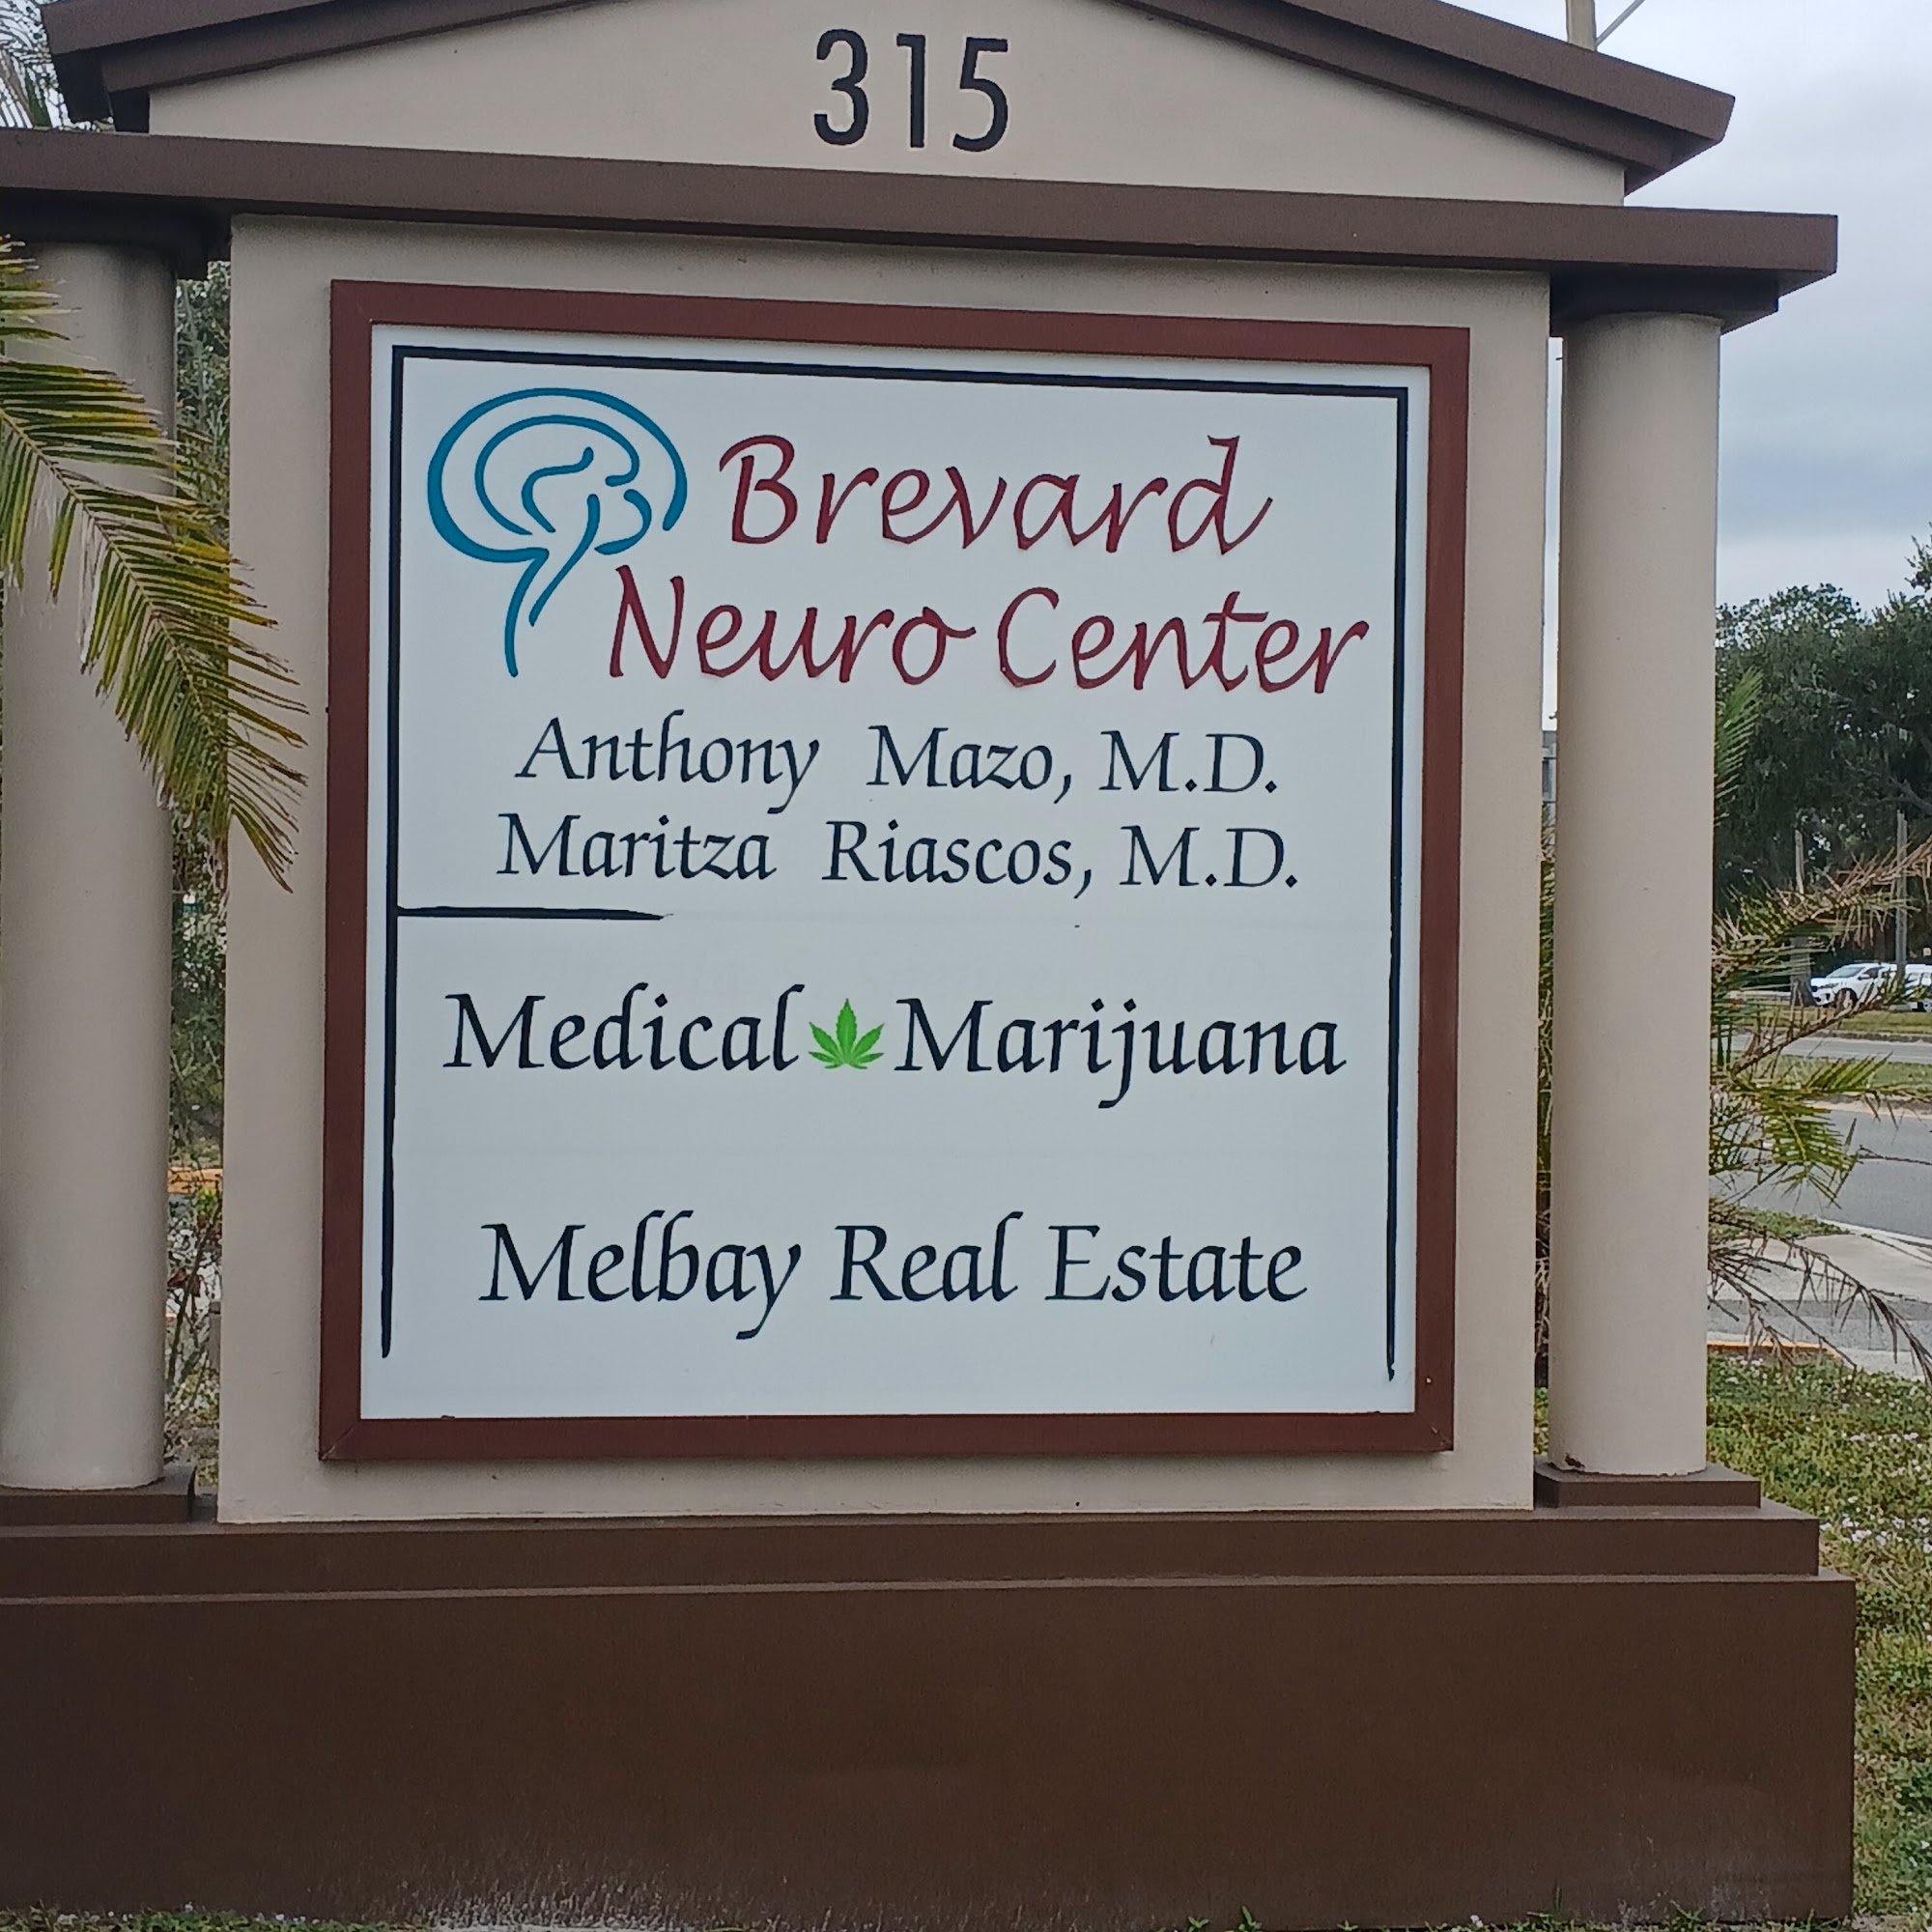 315
Brevard
Neuro Center
Anthony Mazo, M.D.
Maritza Riascos, M.D.
Medical Marijuana
Melbay Real Estate